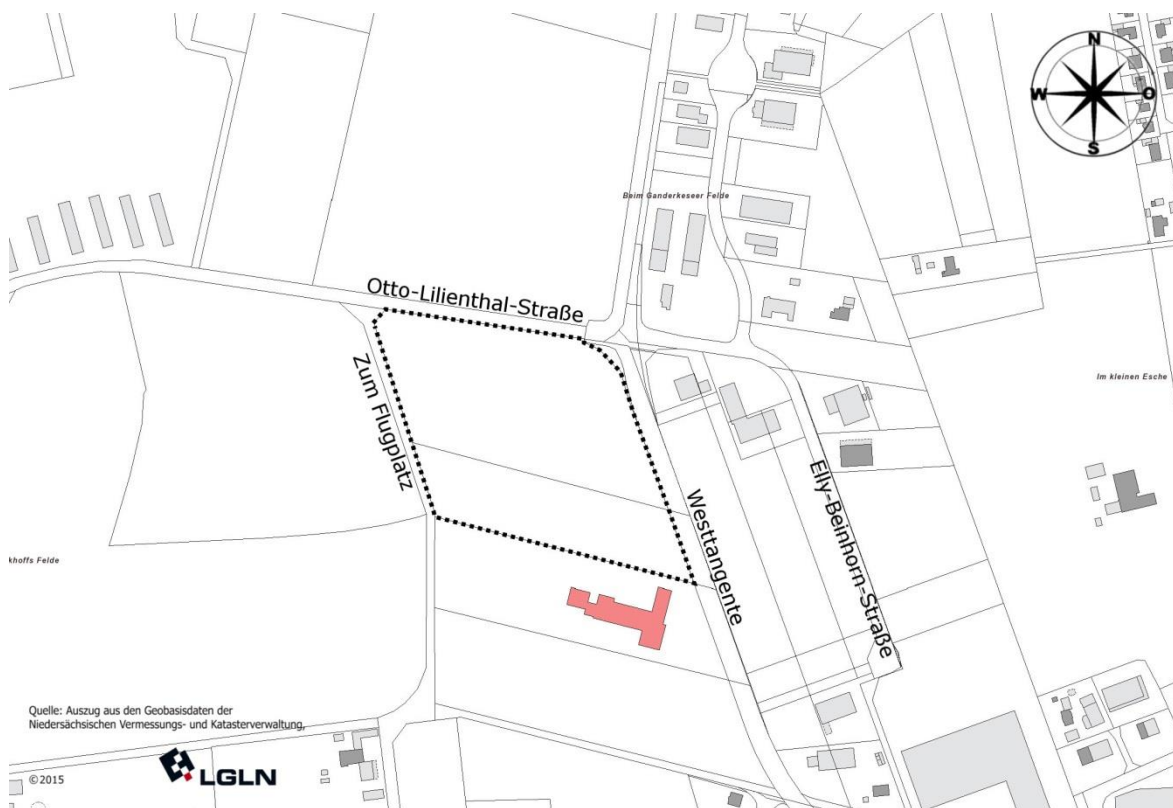 N
W
O
S
Beim Ganderkeseer Felde
Otto-Lilienthal-Straße
Zum Flugplatz
Im kleinen Esche
Elly-Beinhorn-Straße
Westtangente
khoffs Felde
Quelle: Auszug aus den Geobasisdaten der
Niedersächsischen Vermessungs- und Katasterverwaltung,
©2015
LGLN